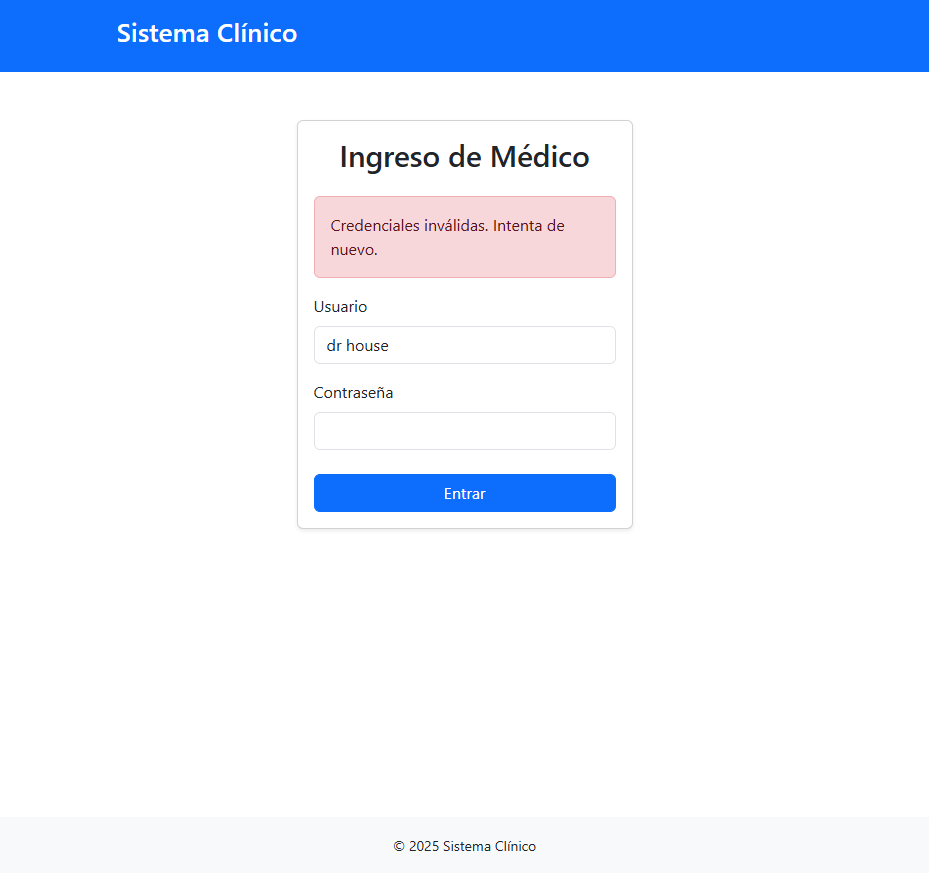 Sistema Clínico
Ingreso de Médico
Credenciales inválidas. Intenta de
nuevo.
Usuario
dr house
Contraseña
Entrar
© 2025 Sistema Clínico